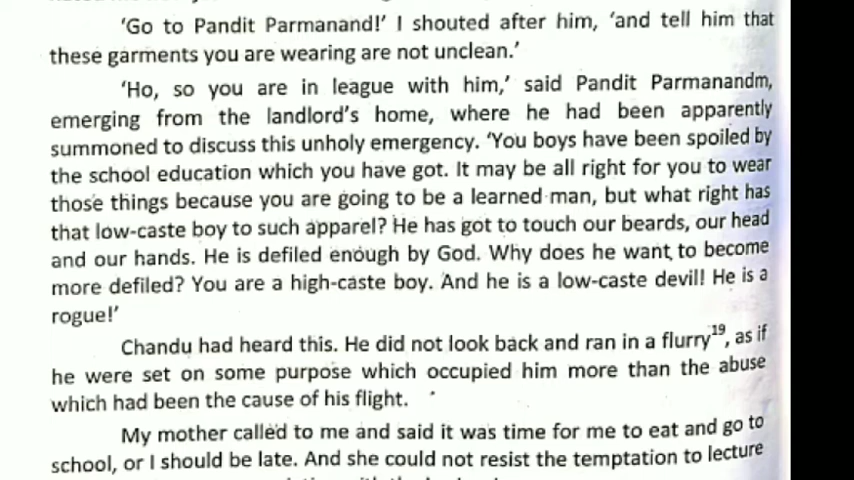 'Go to Pandit Parmanand!' I shouted after him, 'and tell him that
these garments you are wearing are not unclean.'
'Ho, so you are in league with him,' said Pandit Parmanandm,
emerging from the landlord's home, where he had been apparently
summoned to discuss this unholy emergency. 'You boys have been spoiled by
the school education which you have got. It may be all right for you to wear
those things because you are going to be a learned man, but what right has
that low-caste boy to such apparel? He has got to touch our beards, our head
and our hands. He is defiled enough by God. Why does he want to become
more defiled? You are a high-caste boy. And he is a low-caste devil! He is a
rogue!'
Chandu had heard this. He did not look back and ran in a flurry¹⁹, as if
he were set on some purpose which occupied him more than the abuse
which had been the cause of his flight.
My mother called to me and said it was time for me to eat and go to
school, or I should be late. And she could not resist the temptation to lecture